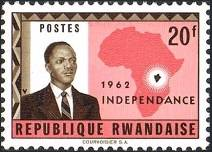 POSTES
20f
1962
INDEPENDANCE
REPUBLIQUE RWANDAISE
COURVOISIER S.A.